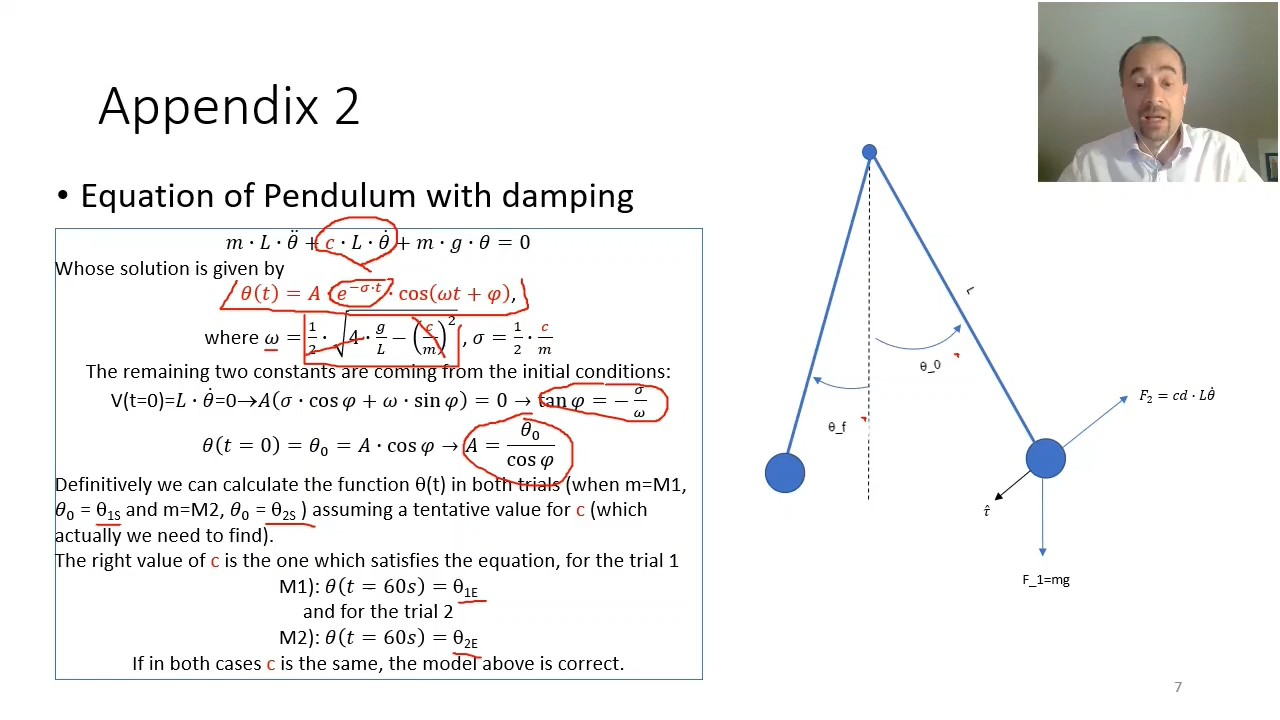 Appendix 2
• Equation of Pendulum with damping
m · L · θ̈ + c · L · θ̇ + m · g · θ = 0
Whose solution is given by
θ(t) = A · e^{−σ·t} · cos(ωt + φ),
where ω = 1/2 · √(4 · g/L − (c/m)²) , σ = 1/2 · c/m
The remaining two constants are coming from the initial conditions:
V(t=0)=L · θ̇=0→A(σ · cos φ + ω · sin φ) = 0 → tan φ = − σ/ω
θ(t = 0) = θ₀ = A · cos φ → A = θ₀/cos φ
Definitively we can calculate the function θ(t) in both trials (when m=M1,
θ₀ = θ1S and m=M2, θ₀ = θ2S ) assuming a tentative value for c (which
actually we need to find).
The right value of c is the one which satisfies the equation, for the trial 1
M1): θ(t = 60s) = θ1E
and for the trial 2
M2): θ(t = 60s) = θ2E
If in both cases c is the same, the model above is correct.
L
θ_0
θ_f
F₂ = cd · Lθ̇
t̂
F_1=mg
7